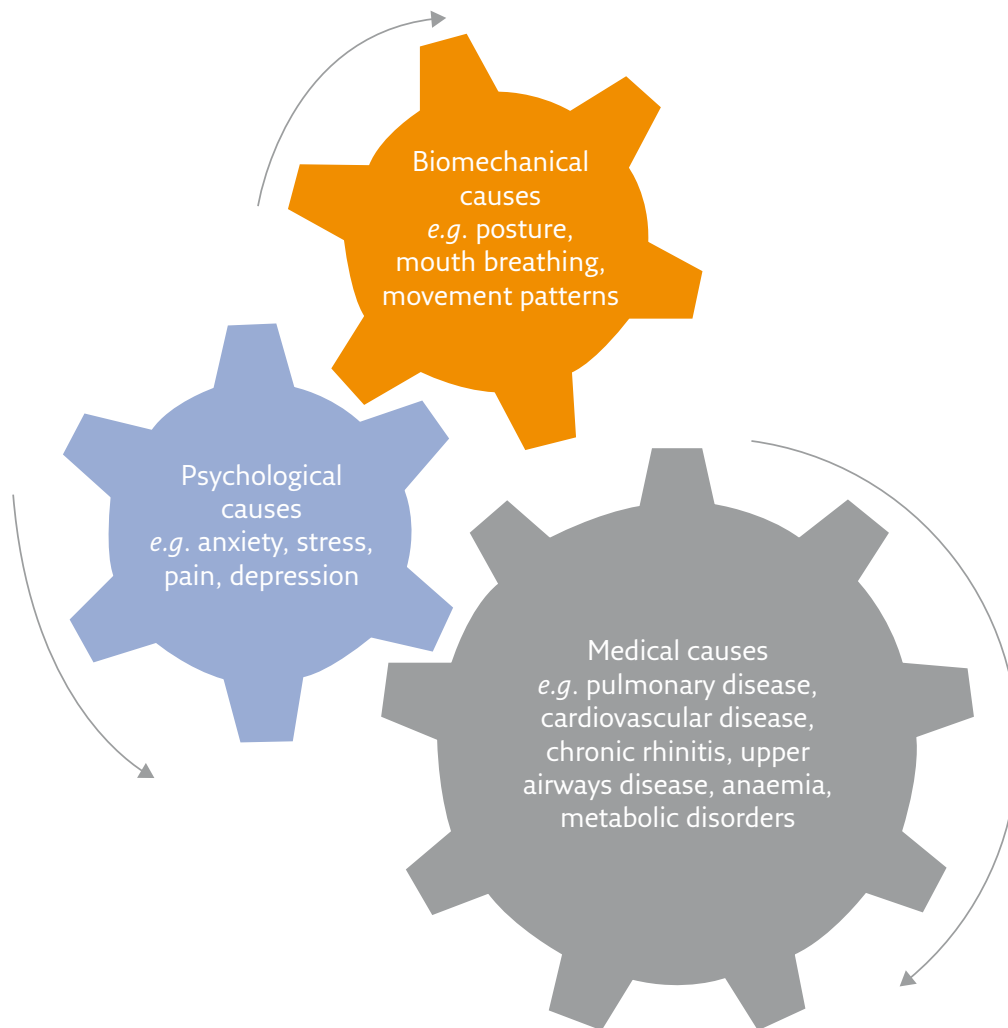 Biomechanical
causes
e.g. posture,
mouth breathing,
movement patterns
Psychological
causes
e.g. anxiety, stress,
pain, depression
Medical causes
e.g. pulmonary disease,
cardiovascular disease,
chronic rhinitis, upper
airways disease, anaemia,
metabolic disorders